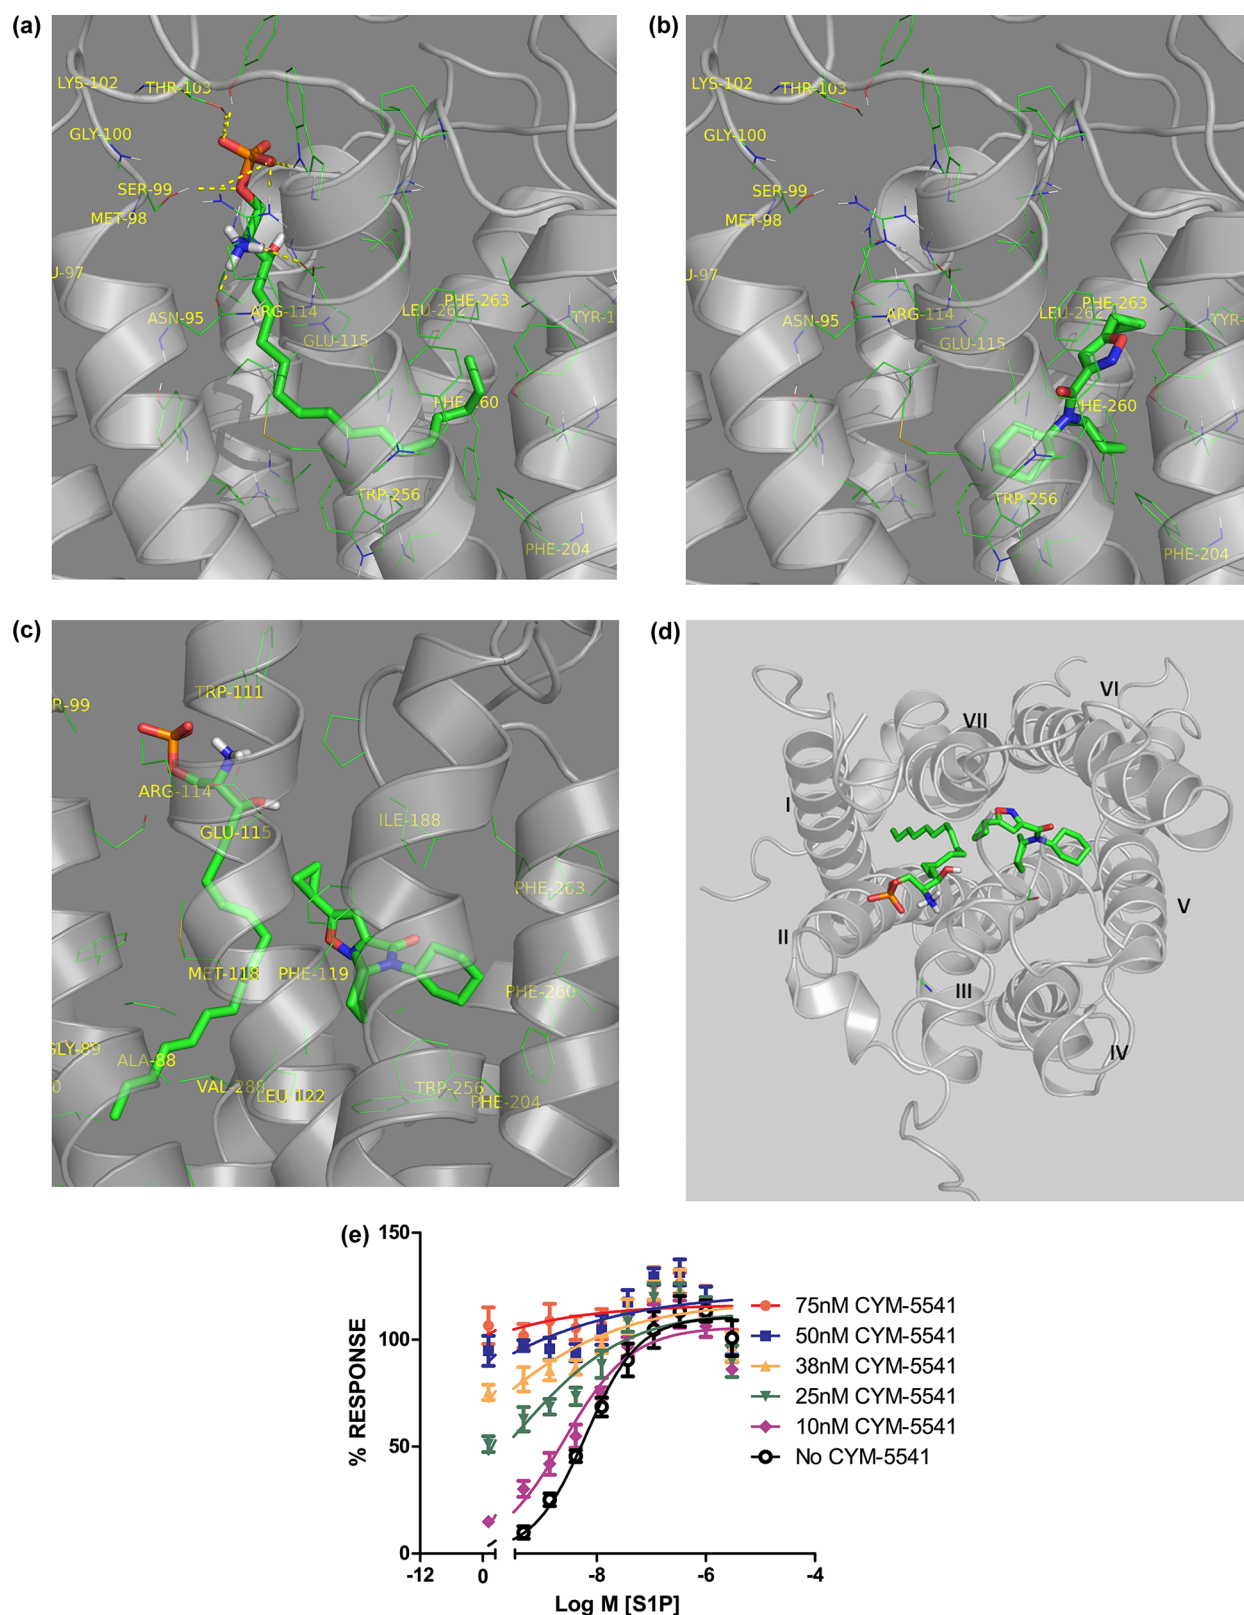 (a)
LYS-102
THR-103
GLY-100
SER-99
MET-98
U-97
ASN-95
ARG-114
GLU-115
LEU-262
PHE-263
TYR-1
TRP-256
PHE-204
(b)
LYS-102
THR-103
GLY-100
SER-99
MET-98
U-97
ASN-95
ARG-114
GLU-115
LEU-262
PHE-263
TYR-
PHE-260
TRP-256
PHE-204
(c)
R-99
TRP-111
ARG-114
GLU-115
ILE-188
PHE-263
MET-118
PHE-119
PHE-260
GLY-89
ALA-88
0
VAL-288
LEU-122
TRP-256
PHE-204
(d)
VI
VII
I
V
II
III
IV
(e)
150
100
50
0
% RESPONSE
-12
0
-8
-6
-4
Log M [S1P]
75nM CYM-5541
50nM CYM-5541
38nM CYM-5541
25nM CYM-5541
10nM CYM-5541
No CYM-5541